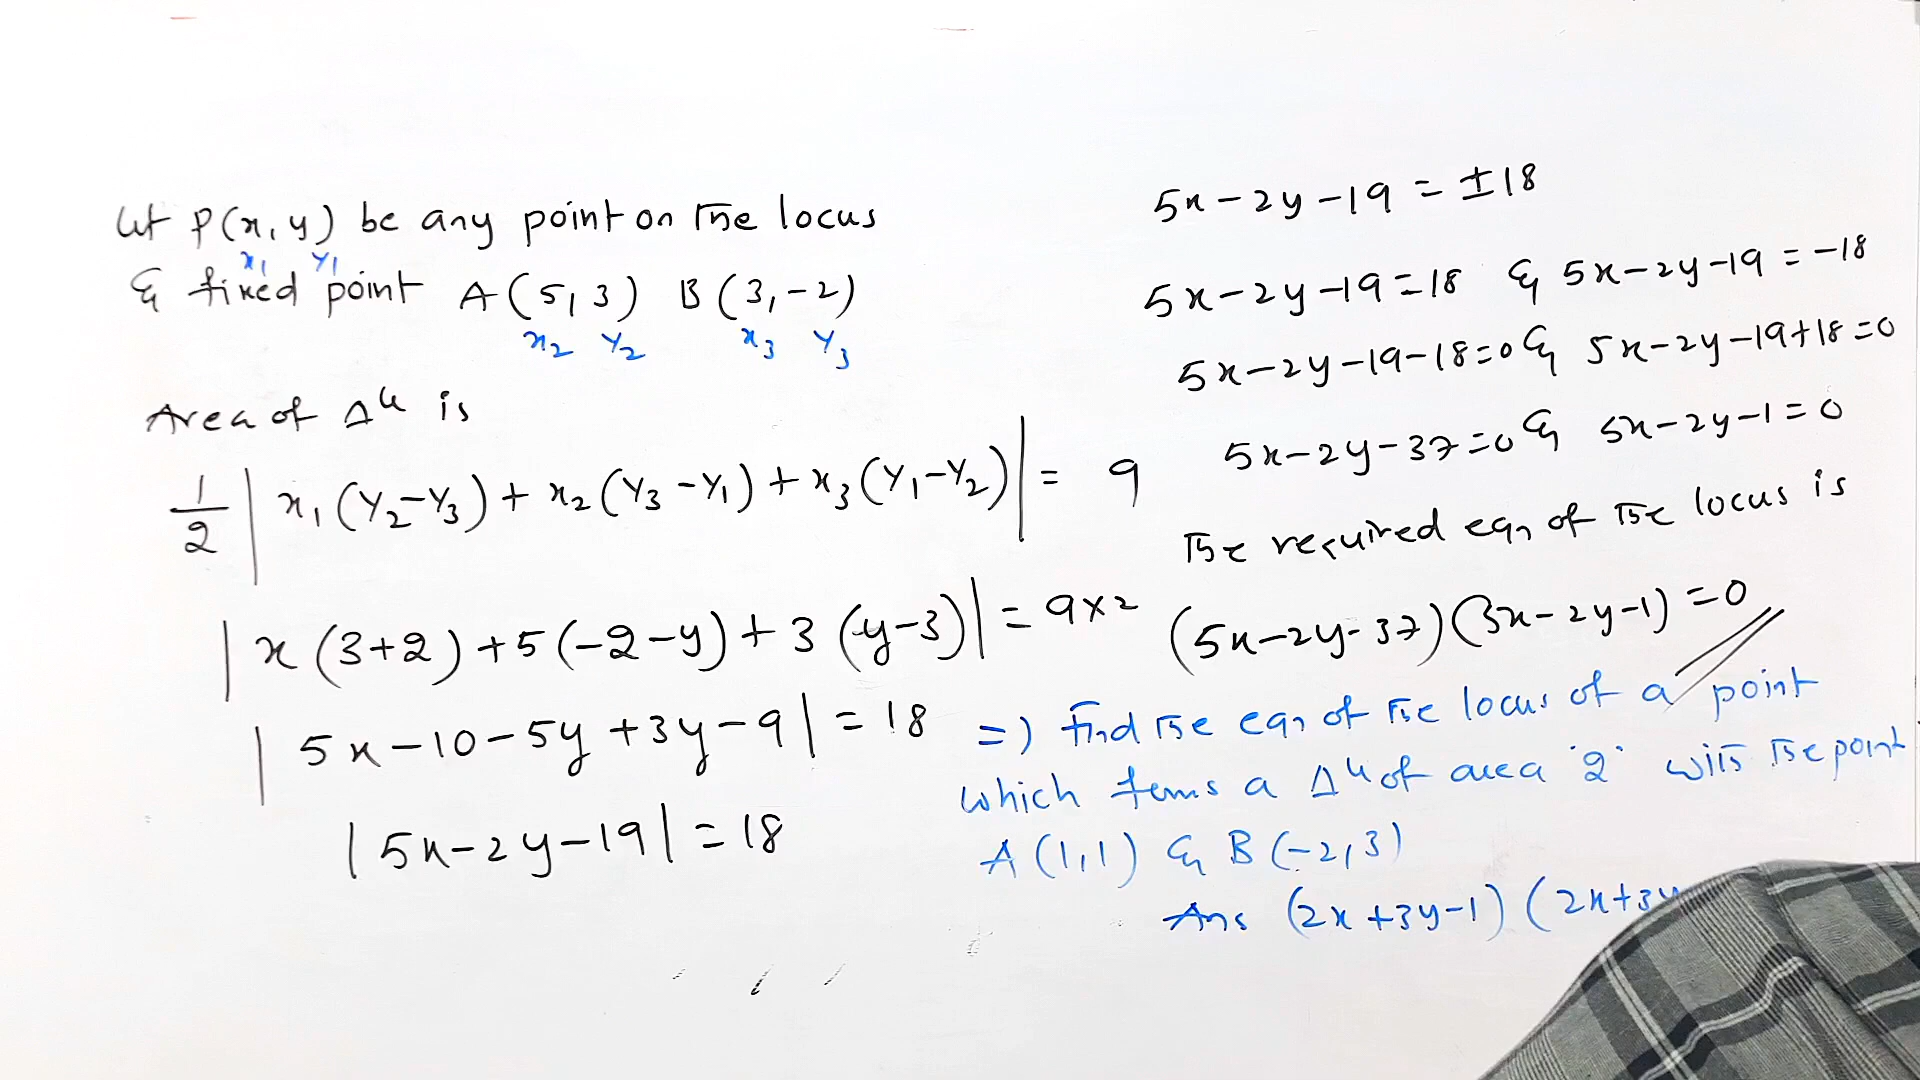 Let P(x, y) be any point on the locus
x1 y1
& fixed point A(5, 3) B(3, -2)
x2 y2 x3 y3
Area of Δle is
1/2 | x1(y2-y3) + x2(y3-y1) + x3(y1-y2) | = 9
| x(3+2) + 5(-2-y) + 3(y-3) | = 9×2
| 5x-10-5y+3y-9 | = 18
| 5x-2y-19 | = 18
5x-2y-19 = ±18
5x-2y-19=18 & 5x-2y-19 = -18
5x-2y-19-18=0 & 5x-2y-19+18=0
5x-2y-37=0 & 5x-2y-1=0
The required eqn of the locus is
(5x-2y-37)(5x-2y-1)=0
=) find the eqn of the locus of a point
which forms a Δle of area '2' with the point
A(1,1) & B(-2,3)
Ans (2x+3y-1) (2x+3y